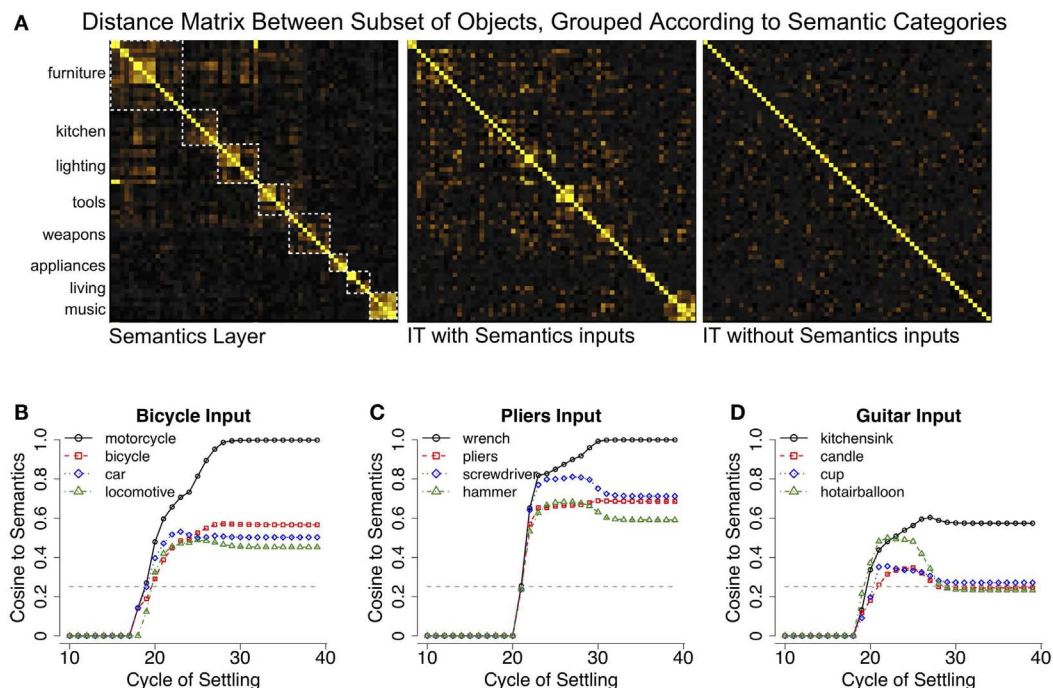 A
Distance Matrix Between Subset of Objects, Grouped According to Semantic Categories
furniture
kitchen
lighting
tools
weapons
appliances
living
music
Semantics Layer
IT with Semantics inputs
IT without Semantics inputs
B
Bicycle Input
motorcycle
bicycle
car
locomotive
Cosine to Semantics
0 0.2 0.4 0.6 0.8 1.0
10 20 30 40
Cycle of Settling
C
Pliers Input
wrench
pliers
screwdriver
hammer
Cosine to Semantics
0 0.2 0.4 0.6 0.8 1.0
10 20 30 40
Cycle of Settling
D
Guitar Input
kitchensink
candle
cup
hotairballoon
Cosine to Semantics
0 0.2 0.4 0.6 0.8 1.0
10 20 30 40
Cycle of Settling